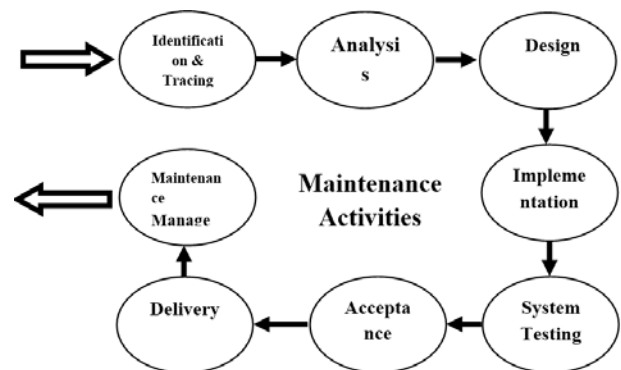 Identificati
on &
Tracing
Analysi
s
Design
Impleme
ntation
System
Testing
Accepta
nce
Delivery
Maintenan
ce
Manage
Maintenance
Activities